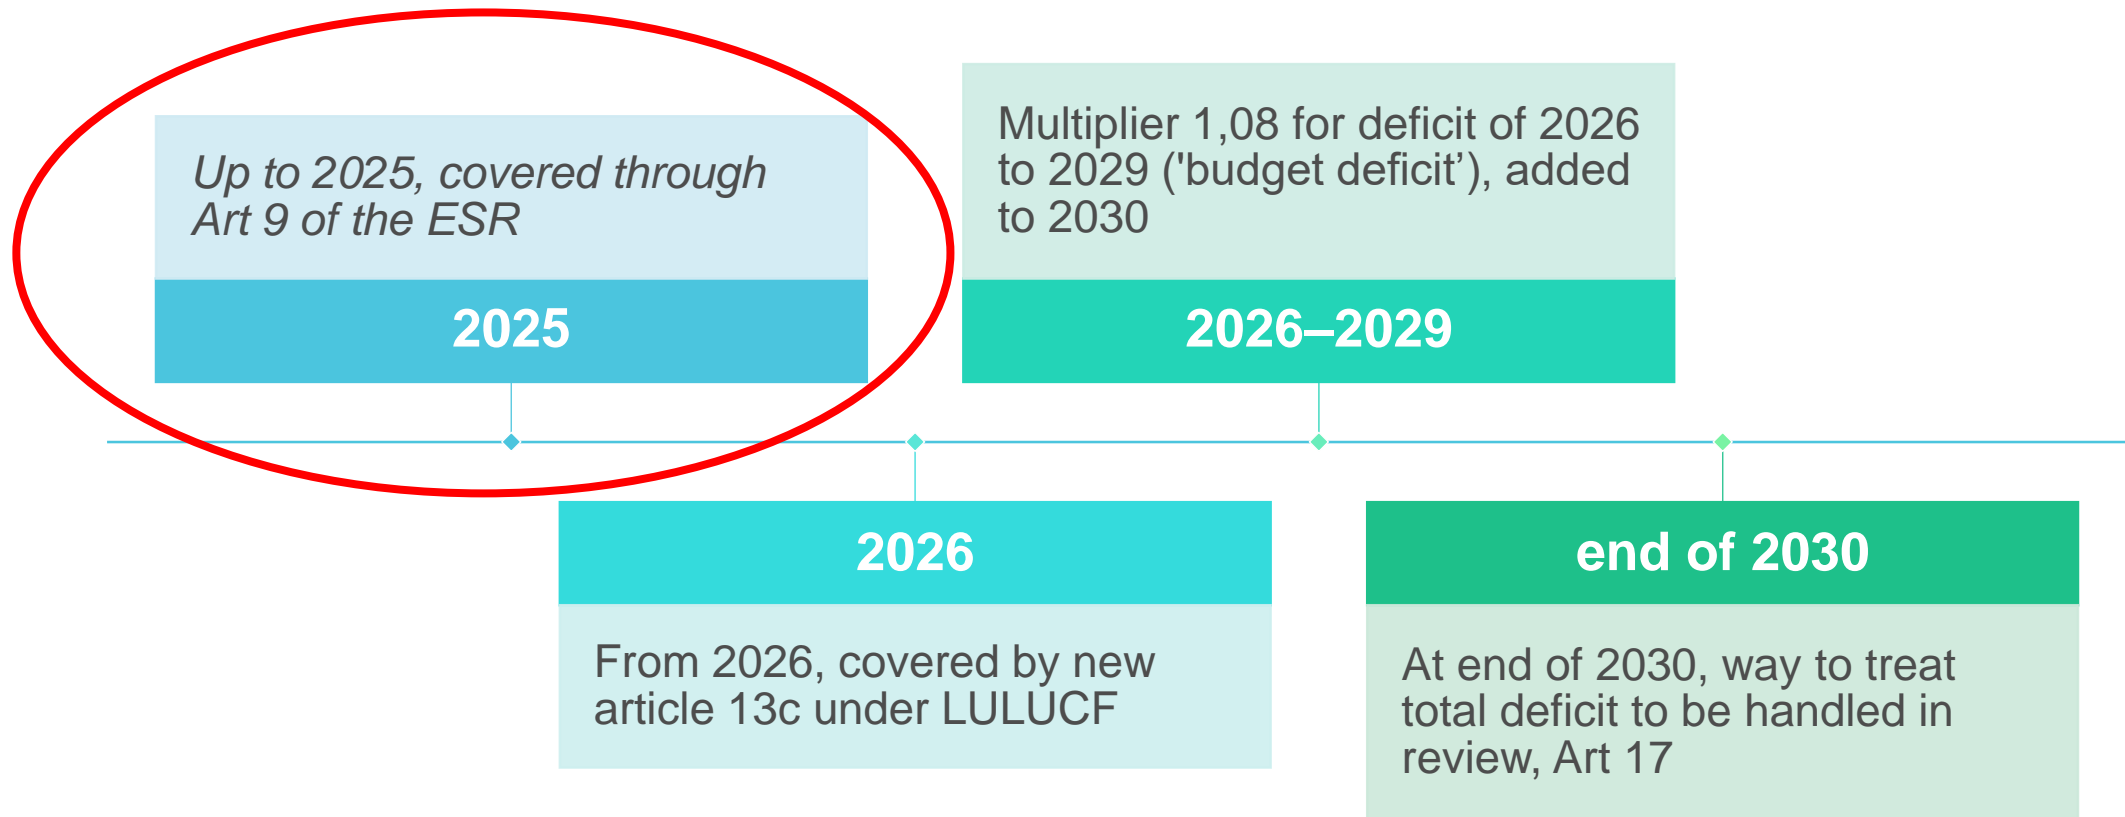 Up to 2025, covered through
Art 9 of the ESR
2025
Multiplier 1,08 for deficit of 2026
to 2029 ('budget deficit’), added
to 2030
2026–2029
2026
From 2026, covered by new
article 13c under LULUCF
end of 2030
At end of 2030, way to treat
total deficit to be handled in
review, Art 17